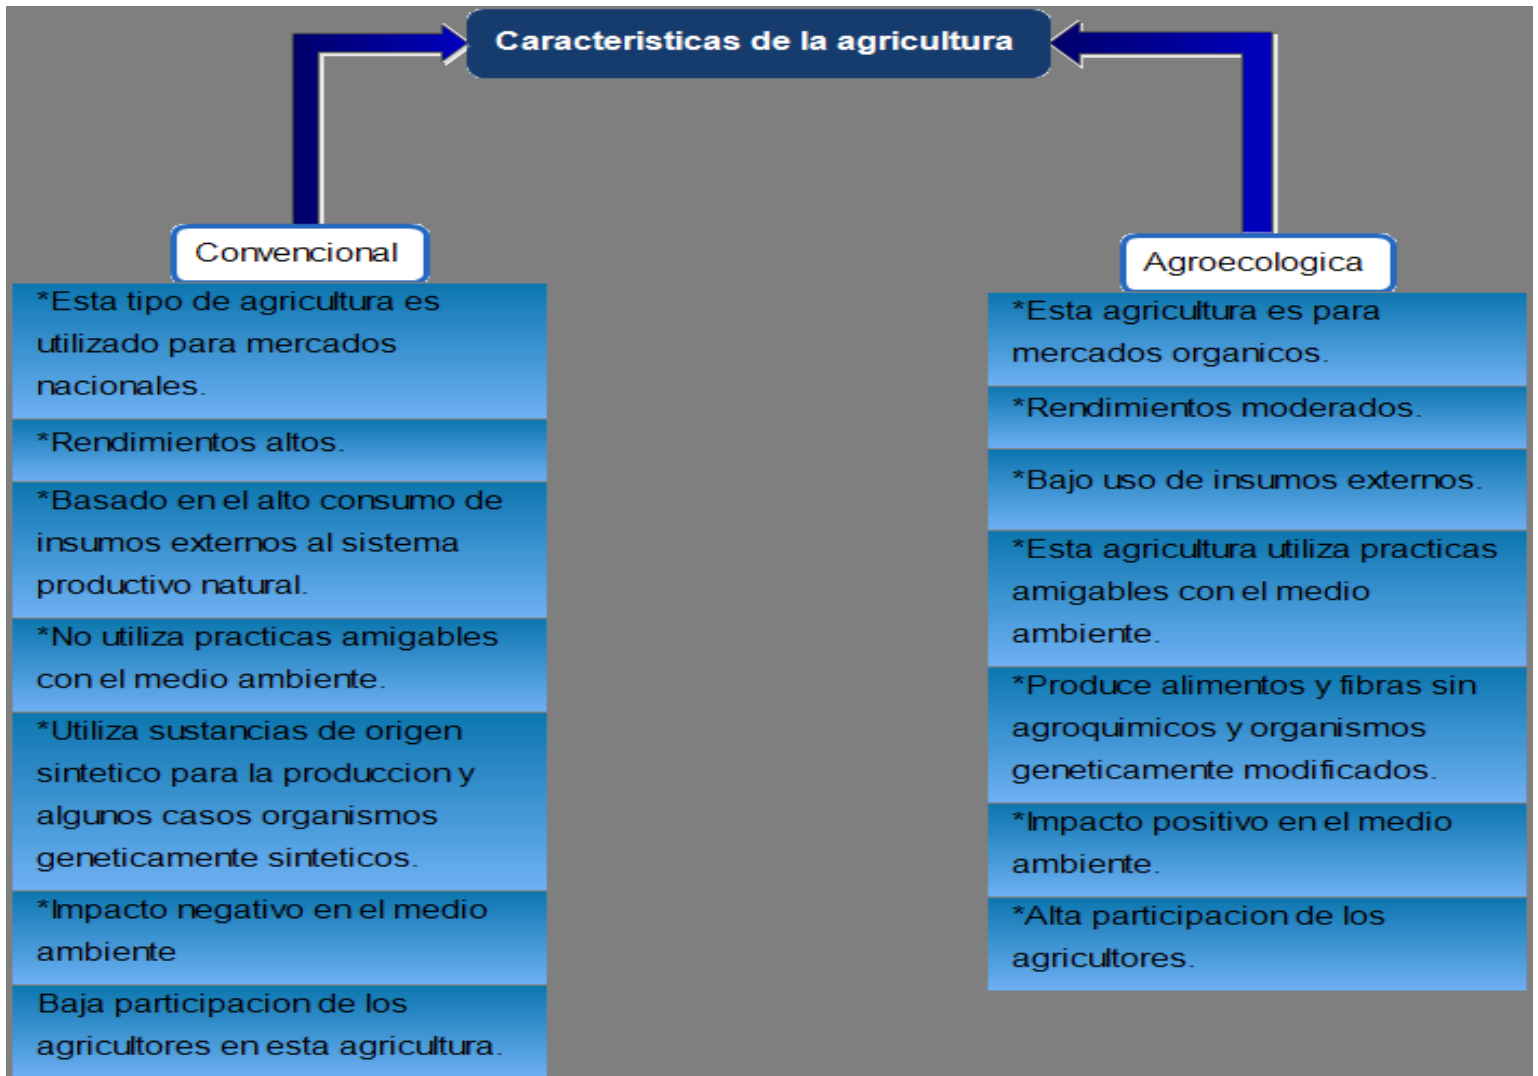 Caracteristicas de la agricultura
Convencional
*Esta tipo de agricultura es
utilizado para mercados
nacionales.
*Rendimientos altos.
*Basado en el alto consumo de
insumos externos al sistema
productivo natural.
*No utiliza practicas amigables
con el medio ambiente.
*Utiliza sustancias de origen
sintetico para la produccion y
algunos casos organismos
geneticamente sinteticos.
*Impacto negativo en el medio
ambiente
Baja participacion de los
agricultores en esta agricultura.
Agroecologica
*Esta agricultura es para
mercados organicos.
*Rendimientos moderados.
*Bajo uso de insumos externos.
*Esta agricultura utiliza practicas
amigables con el medio
ambiente.
*Produce alimentos y fibras sin
agroquimicos y organismos
geneticamente modificados.
*Impacto positivo en el medio
ambiente.
*Alta participacion de los
agricultores.